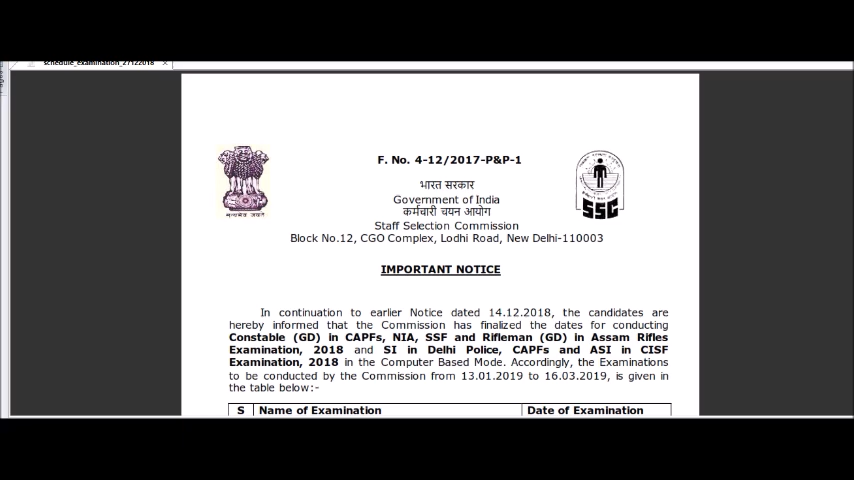 schedule_examination_27122018
F. No. 4-12/2017-P&P-1
भारत सरकार
Government of India
कर्मचारी चयन आयोग
Staff Selection Commission
Block No.12, CGO Complex, Lodhi Road, New Delhi-110003
सत्यमेव जयते
SSC
IMPORTANT NOTICE
In continuation to earlier Notice dated 14.12.2018, the candidates are
hereby informed that the Commission has finalized the dates for conducting
Constable (GD) in CAPFs, NIA, SSF and Rifleman (GD) in Assam Rifles
Examination, 2018 and SI in Delhi Police, CAPFs and ASI in CISF
Examination, 2018 in the Computer Based Mode. Accordingly, the Examinations
to be conducted by the Commission from 13.01.2019 to 16.03.2019, is given in
the table below:-
S Name of Examination Date of Examination